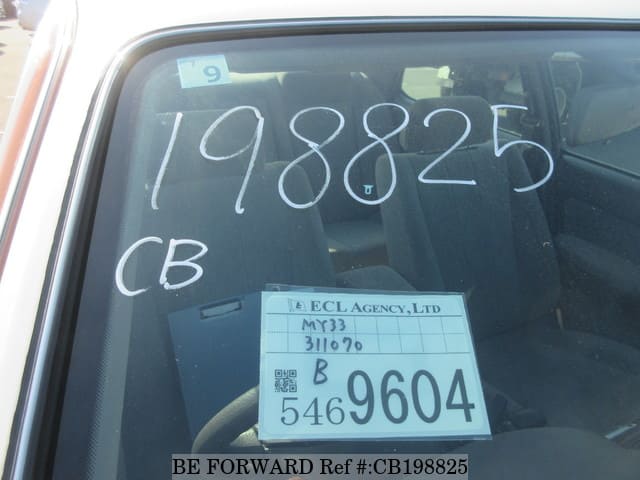 9
198825
CB
ECL AGENCY,LTD
MY33
311070
B
5469604
BE FORWARD Ref #:CB198825